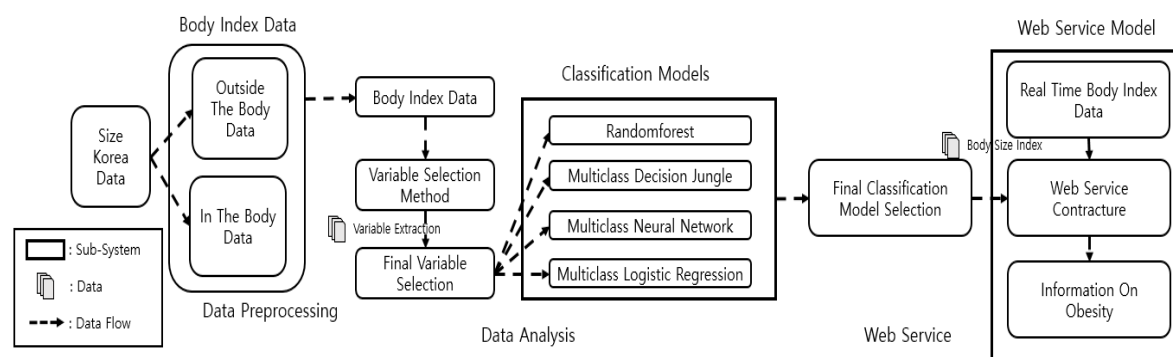 Body Index Data
Outside
The Body
Data
Size
Korea
Data
In The Body
Data
Data Preprocessing
: Sub-System
: Data
: Data Flow
Body Index Data
Variable Selection
Method
Variable Extraction
Final Variable
Selection
Classification Models
Randomforest
Multiclass Decision Jungle
Multiclass Neural Network
Multiclass Logistic Regression
Data Analysis
Final Classification
Model Selection
Body Size Index
Web Service Model
Real Time Body Index
Data
Web Service
Contracture
Information On
Obesity
Web Service